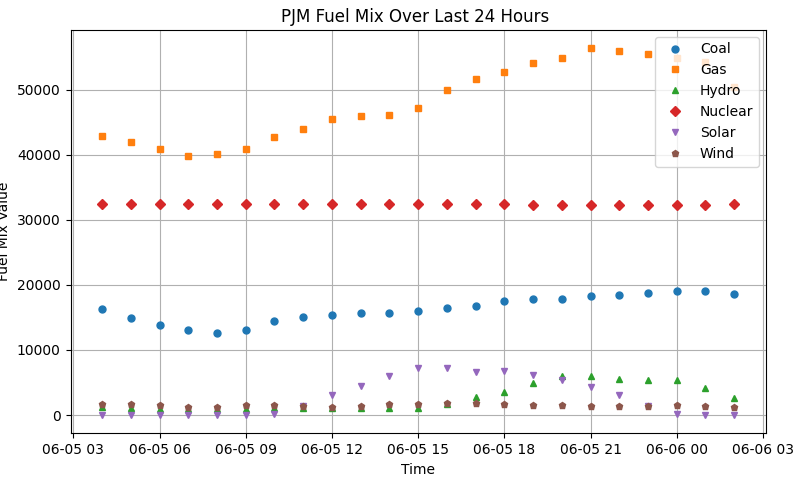 PJM Fuel Mix Over Last 24 Hours
Fuel Mix Value
50000
40000
30000
20000
10000
0
Coal
Gas
Hydro
Nuclear
Solar
Wind
06-05 03 06-05 06 06-05 09 06-05 12 06-05 15 06-05 18 06-05 21 06-06 00 06-06 03
Time